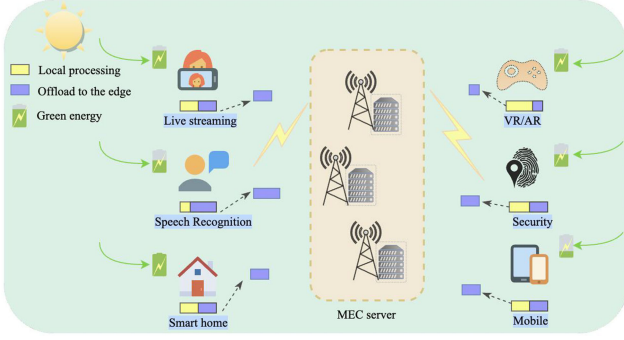 Local processing
Offload to the edge
Green energy
Live streaming
VR/AR
Speech Recognition
Security
Smart home
MEC server
Mobile